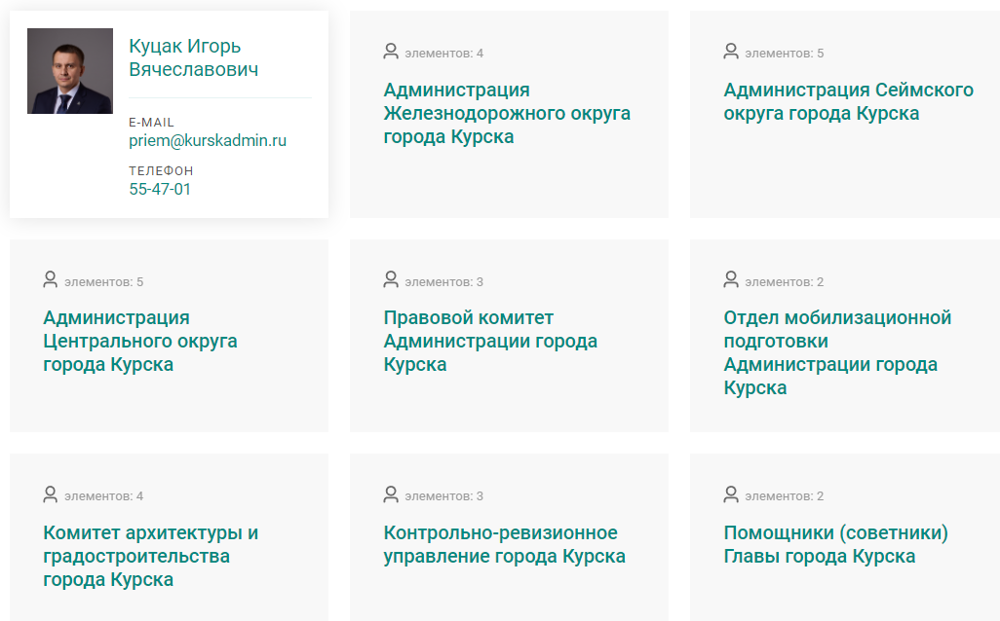 Куцак Игорь
Вячеславович
E-MAIL
priem@kurskadmin.ru
ТЕЛЕФОН
55-47-01
элементов: 4
Администрация
Железнодорожного округа
города Курска
элементов: 5
Администрация Сеймского
округа города Курска
элементов: 5
Администрация
Центрального округа
города Курска
элементов: 3
Правовой комитет
Администрации города
Курска
элементов: 2
Отдел мобилизационной
подготовки
Администрации города
Курска
элементов: 4
Комитет архитектуры и
градостроительства
города Курска
элементов: 3
Контрольно-ревизионное
управление города Курска
элементов: 2
Помощники (советники)
Главы города Курска